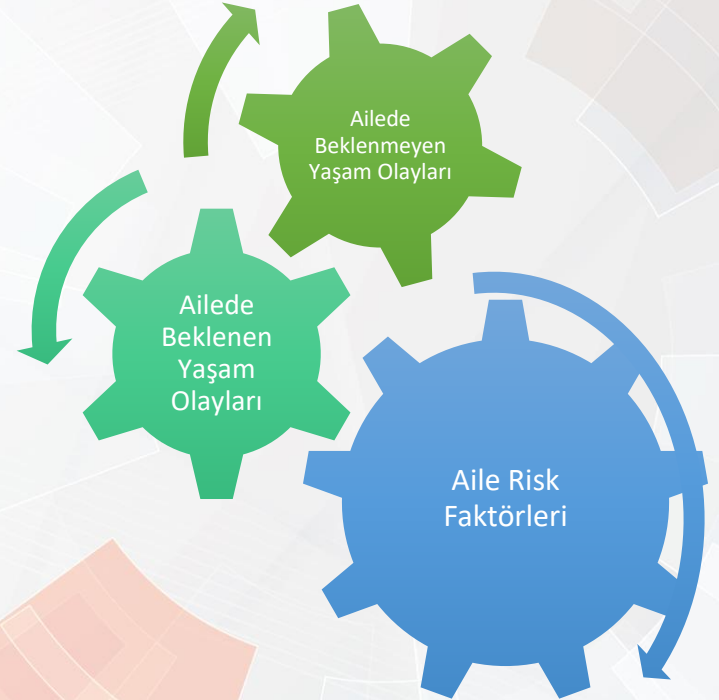 Ailede
Beklenmeyen
Yaşam Olayları
Ailede
Beklenen
Yaşam
Olayları
Aile Risk
Faktörleri